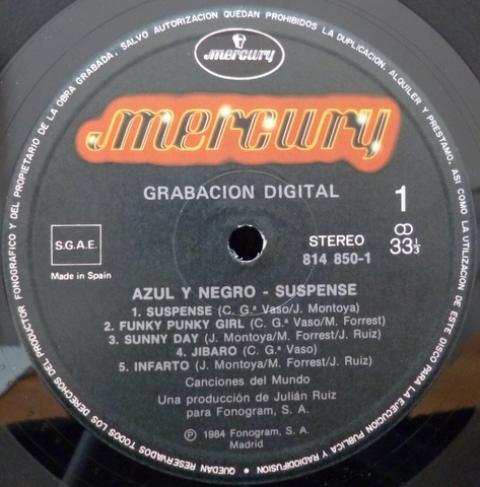 QUEDAN RESERVADOS TODOS LOS DERECHOS DEL PRODUCTOR FONOGRAFICO Y DEL PROPIETARIO DE LA OBRA GRABADA. SALVO AUTORIZACION QUEDAN PROHIBIDOS LA DUPLICACION, ALQUILER Y PRESTAMO, ASI COMO LA UTILIZACION DE ESTE DISCO PARA LA EJECUCION PUBLICA Y RADIODIFUSION •
mercury
mercury
GRABACION DIGITAL
1
S.G.A.E.
Made in Spain
STEREO
814 850-1
33⅓
AZUL Y NEGRO - SUSPENSE
1. SUSPENSE (C. G.ª Vaso/J. Montoya)
2. FUNKY PUNKY GIRL (C. G.ª Vaso/M. Forrest)
3. SUNNY DAY (J. Montoya/M. Forrest/J. Ruiz)
4. JIBARO (C. G.ª Vaso)
5. INFARTO (J. Montoya/M. Forrest/J. Ruiz)
Canciones del Mundo
Una producción de Julián Ruiz
para Fonogram, S. A.
℗ 1984 Fonogram, S. A.
Madrid